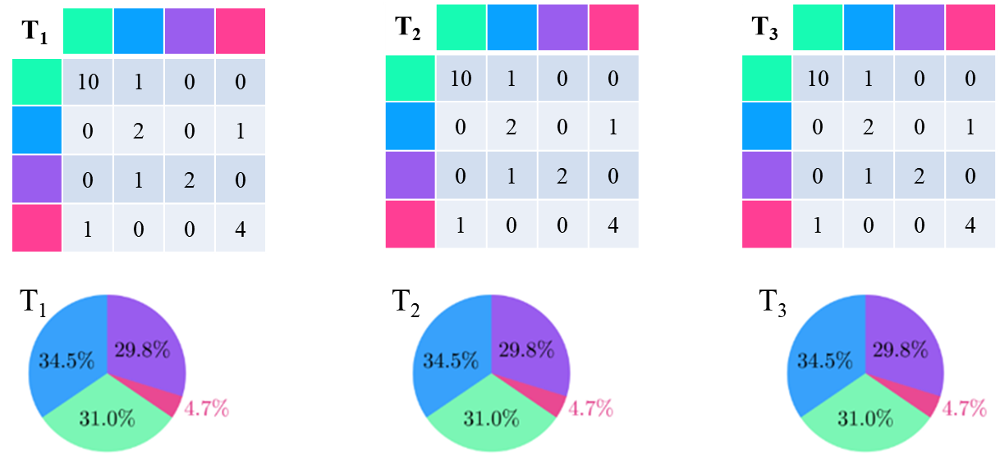 T1 T2 T3
10 1 0 0 10 1 0 0 10 1 0 0
0 2 0 1 0 2 0 1 0 2 0 1
0 1 2 0 0 1 2 0 0 1 2 0
1 0 0 4 1 0 0 4 1 0 0 4
T1 T2 T3
34.5% 29.8% 34.5% 29.8% 34.5% 29.8%
4.7% 4.7% 4.7%
31.0% 31.0% 31.0%